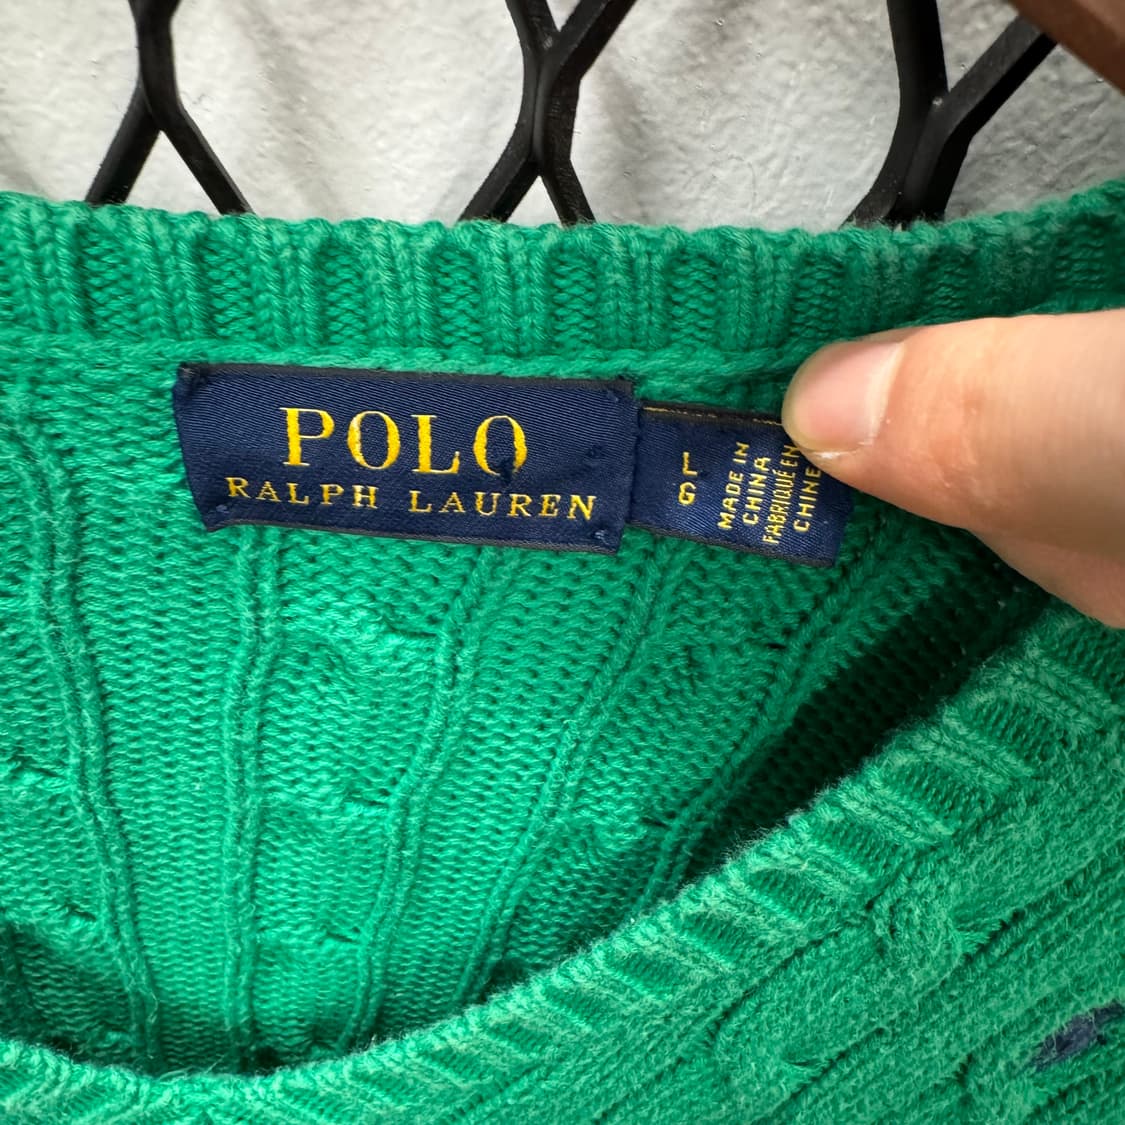 POLO
RALPH LAUREN
L
G
MADE IN
CHINA
FABRIQUÉ EN
CHINE